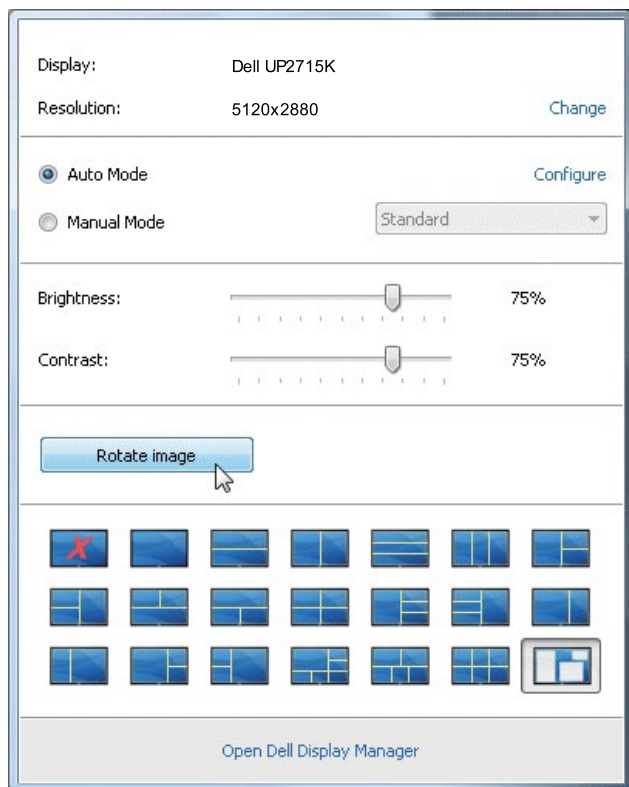 Display: Dell UP2715K
Resolution: 5120x2880 Change
Auto Mode Configure
Manual Mode Standard
Brightness: 75%
Contrast: 75%
Rotate image
Open Dell Display Manager